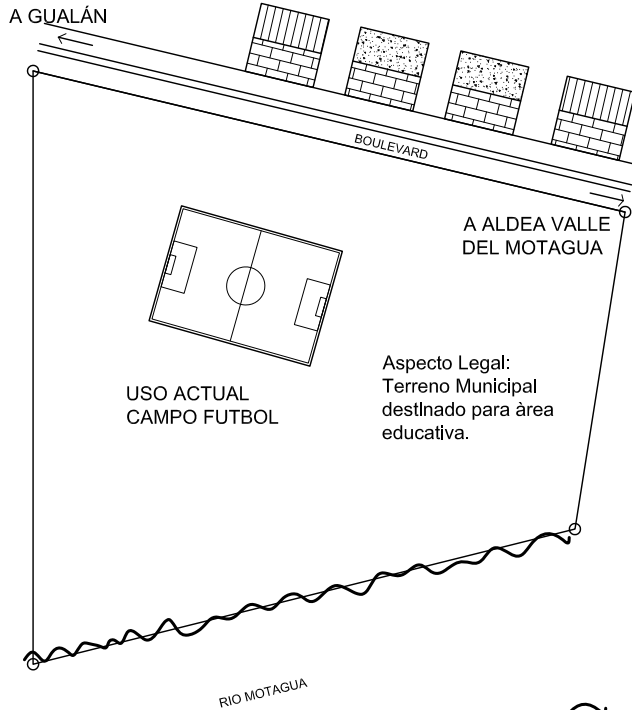 A GUALÁN
BOULEVARD
A ALDEA VALLE
DEL MOTAGUA
USO ACTUAL
CAMPO FUTBOL
Aspecto Legal:
Terreno Municipal
destinado para àrea
educativa.
RIO MOTAGUA